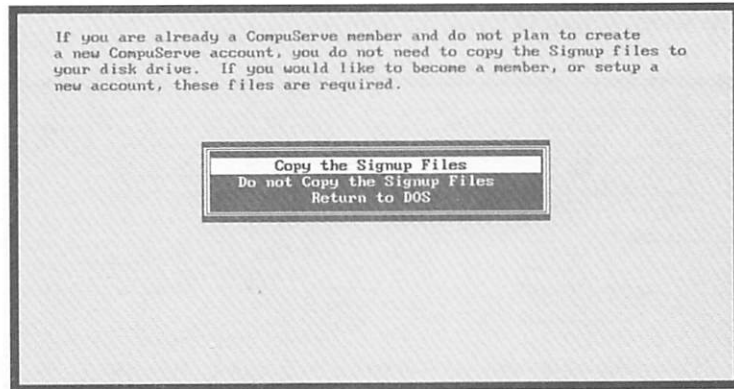 If you are already a CompuServe member and do not plan to create
a new CompuServe account, you do not need to copy the Signup files to
your disk drive. If you would like to become a member, or setup a
new account, these files are required.
Copy the Signup Files
Do not Copy the Signup Files
Return to DOS